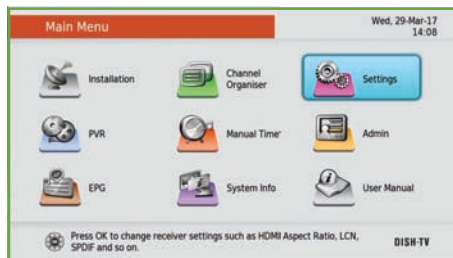 Main Menu
Wed, 29-Mar-17
14:08
Installation
Channel
Organiser
Settings
PVR
Manual Timer
Admin
EPG
System Info
User Manual
Press OK to change receiver settings such as HDMI Aspect Ratio, LCN,
SPDIF and so on.
DISH-TV